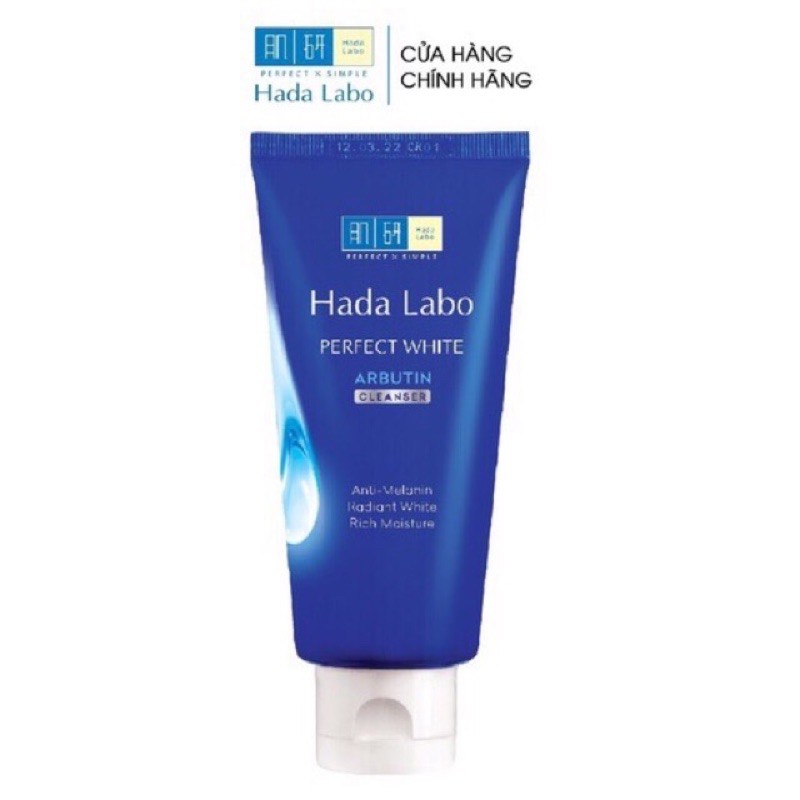 肌 研 Hada
Labo
PERFECT × SIMPLE
Hada Labo
CỬA HÀNG
CHÍNH HÃNG
12.03.22 CR01
肌 研 Hada
Labo
PERFECT × SIMPLE
Hada Labo
PERFECT WHITE
ARBUTIN
CLEANSER
Anti-Melanin
Radiant White
Rich Moisture